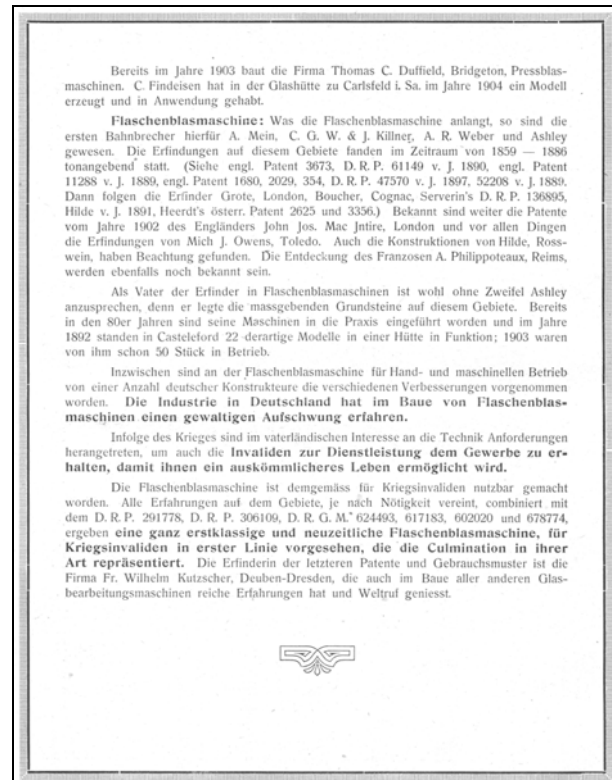 Bereits im Jahre 1903 baut die Firma Thomas C. Duffield, Bridgeton, Pressblas-
maschinen. C. Findeisen hat in der Glashütte zu Carlsfeld i. Sa. im Jahre 1904 ein Modell
erzeugt und in Anwendung gehabt.
Flaschenblasmaschine: Was die Flaschenblasmaschine anlangt, so sind die
ersten Bahnbrecher hierfür A. Mein, C. G. W. & J. Killner, A. R. Weber und Ashley
gewesen. Die Erfindungen auf diesem Gebiete fanden im Zeitraum von 1859 — 1886
tonangebend statt. (Siehe engl. Patent 3673, D. R. P. 61149 v. J. 1890, engl. Patent
11288 v. J. 1889, engl. Patent 1680, 2029, 354, D. R. P. 47570 v. J. 1897, 52208 v. J. 1889.
Dann folgen die Erfinder Grote, London, Boucher, Cognac, Serverin's D. R. P. 136895,
Hilde v. J. 1891, Heerdt's österr. Patent 2625 und 3356.) Bekannt sind weiter die Patente
vom Jahre 1902 des Engländers John Jos. Mac Jntire, London und vor allen Dingen
die Erfindungen von Mich J. Owens, Toledo. Auch die Konstruktionen von Hilde, Ross-
wein, haben Beachtung gefunden. Die Entdeckung des Franzosen A. Philippoteaux, Reims,
werden ebenfalls noch bekannt sein.
Als Vater der Erfinder in Flaschenblasmaschinen ist wohl ohne Zweifel Ashley
anzusprechen, denn er legte die massgebenden Grundsteine auf diesem Gebiete. Bereits
in den 80er Jahren sind seine Maschinen in die Praxis eingeführt worden und im Jahre
1892 standen in Casteleford 22 derartige Modelle in einer Hütte in Funktion; 1903 waren
von ihm schon 50 Stück in Betrieb.
Inzwischen sind an der Flaschenblasmaschine für Hand- und maschinellen Betrieb
von einer Anzahl deutscher Konstrukteure die verschiedenen Verbesserungen vorgenommen
worden. Die Industrie in Deutschland hat im Baue von Flaschenblas-
maschinen einen gewaltigen Aufschwung erfahren.
Infolge des Krieges sind im vaterländischen Interesse an die Technik Anforderungen
herangetreten, um auch die Invaliden zur Dienstleistung dem Gewerbe zu er-
halten, damit ihnen ein auskömmlicheres Leben ermöglicht wird.
Die Flaschenblasmaschine ist demgemäss für Kriegsinvaliden nutzbar gemacht
worden. Alle Erfahrungen auf dem Gebiete, je nach Nötigkeit vereint, combiniert mit
dem D. R. P. 291778, D. R. P. 306109, D. R. G. M. 624493, 617183, 602020 und 678774,
ergeben eine ganz erstklassige und neuzeitliche Flaschenblasmaschine, für
Kriegsinvaliden in erster Linie vorgesehen, die die Culmination in ihrer
Art repräsentiert. Die Erfinderin der letzteren Patente und Gebrauchsmuster ist die
Firma Fr. Wilhelm Kutzscher, Deuben-Dresden, die auch im Baue aller anderen Glas-
bearbeitungsmaschinen reiche Erfahrungen hat und Weltruf geniesst.